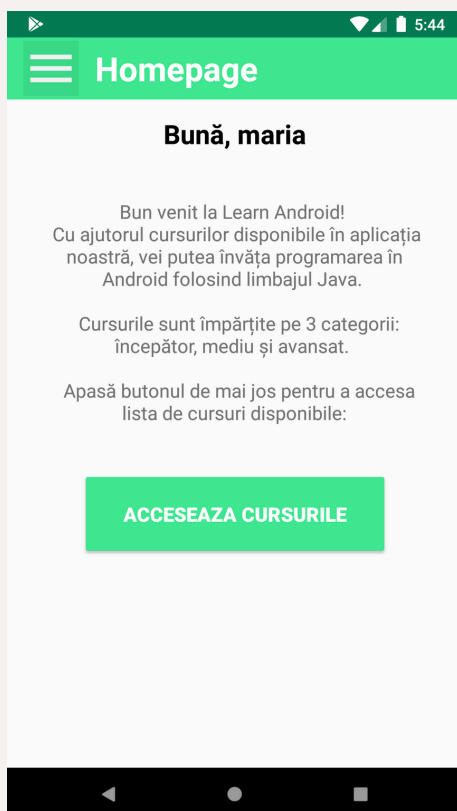 5:44
Homepage
Bună, maria
Bun venit la Learn Android!
Cu ajutorul cursurilor disponibile în aplicația
noastră, vei putea învăța programarea în
Android folosind limbajul Java.
Cursurile sunt împărțite pe 3 categorii:
începător, mediu și avansat.
Apasă butonul de mai jos pentru a accesa
lista de cursuri disponibile:
ACCESEAZA CURSURILE